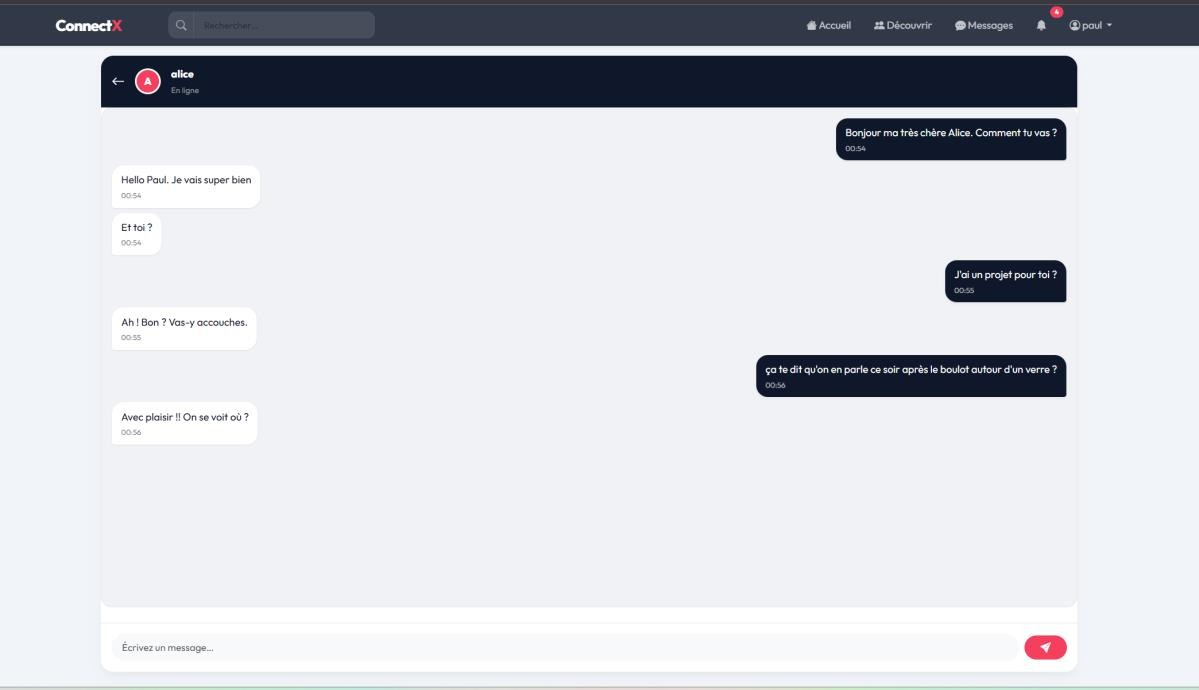 ConnectX
Rechercher...
Accueil
Découvrir
Messages
4
paul
A
alice
En ligne
Bonjour ma très chère Alice. Comment tu vas ?
00:54
Hello Paul. Je vais super bien
00:54
Et toi ?
00:54
J'ai un projet pour toi ?
00:55
Ah ! Bon ? Vas-y accouches.
00:55
ça te dit qu'on en parle ce soir après le boulot autour d'un verre ?
00:56
Avec plaisir !! On se voit où ?
00:56
Écrivez un message...